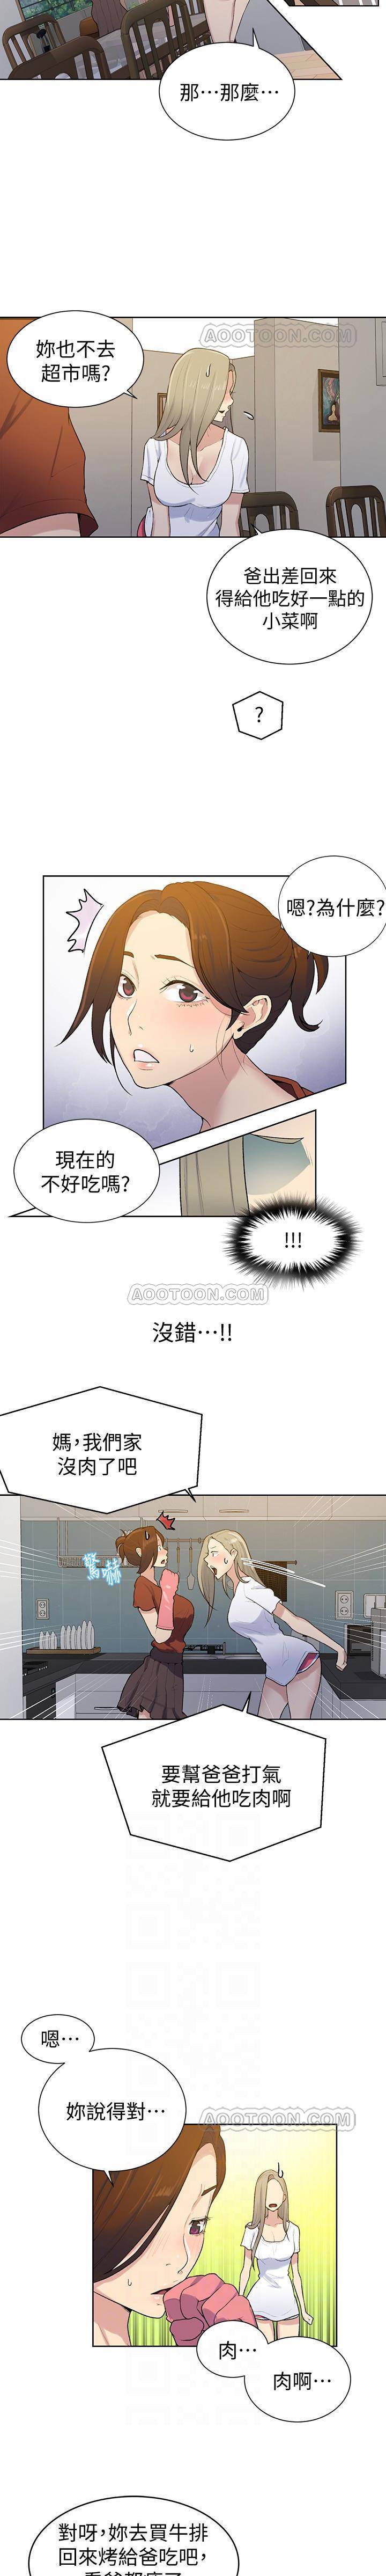 那⋯那麼⋯
AOOTOON.COM
妳也不去
超市嗎?
爸出差回來
得給他吃好一點的
小菜啊
?
嗯?為什麼?
現在的
不好吃嗎?
!!!
AOOTOON.COM
沒錯⋯!!
媽,我們家
沒肉了吧
驚嚇
要幫爸爸打氣
就要給他吃肉啊
嗯⋯
妳說得對⋯
AOOTOON.COM
肉⋯
肉啊⋯
對呀,妳去買牛排
回來烤給爸吃吧,